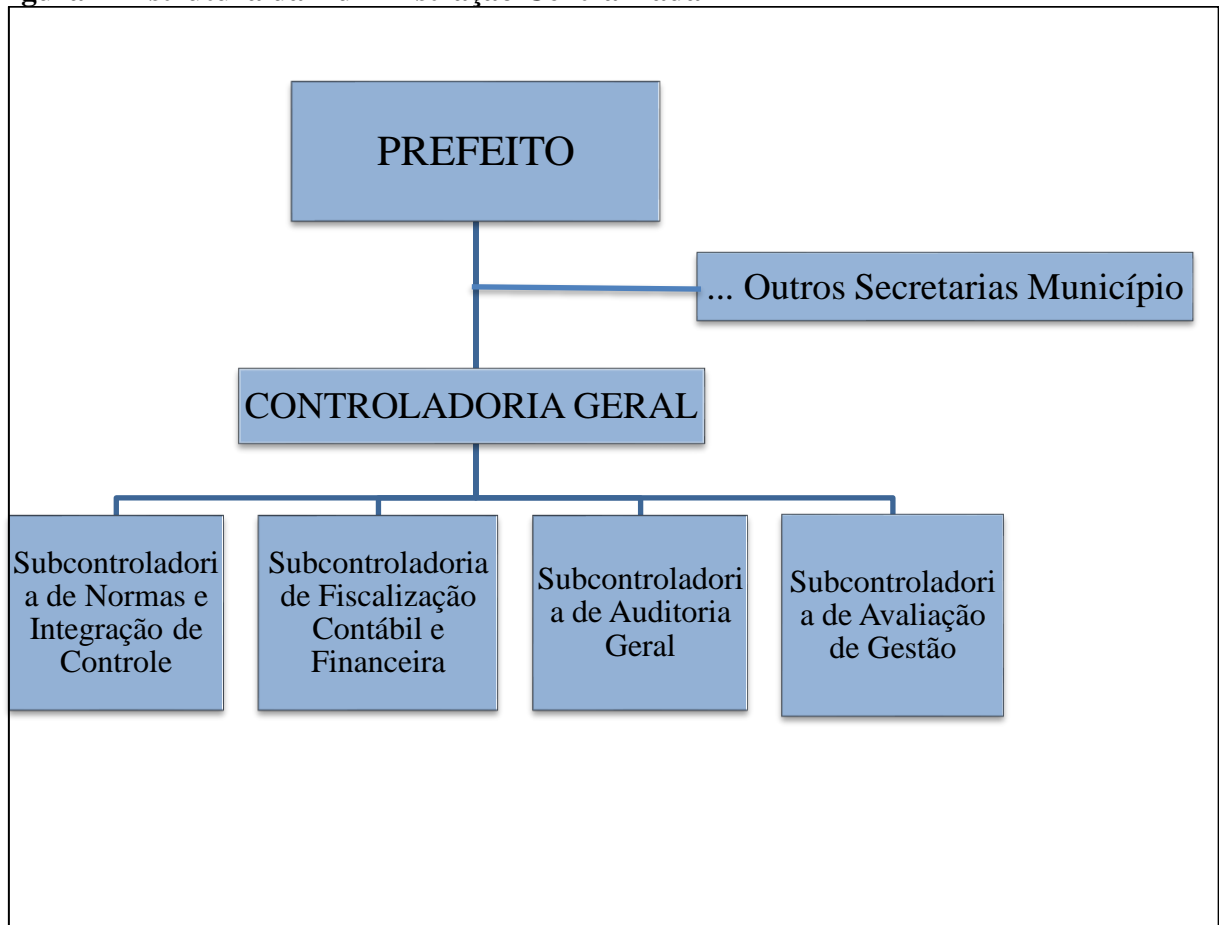 PREFEITO
... Outros Secretarias Município
CONTROLADORIA GERAL
Subcontroladori
a de Normas e
Integração de
Controle
Subcontroladoria
de Fiscalização
Contábil e
Financeira
Subcontroladori
a de Auditoria
Geral
Subcontroladori
a de Avaliação
de Gestão